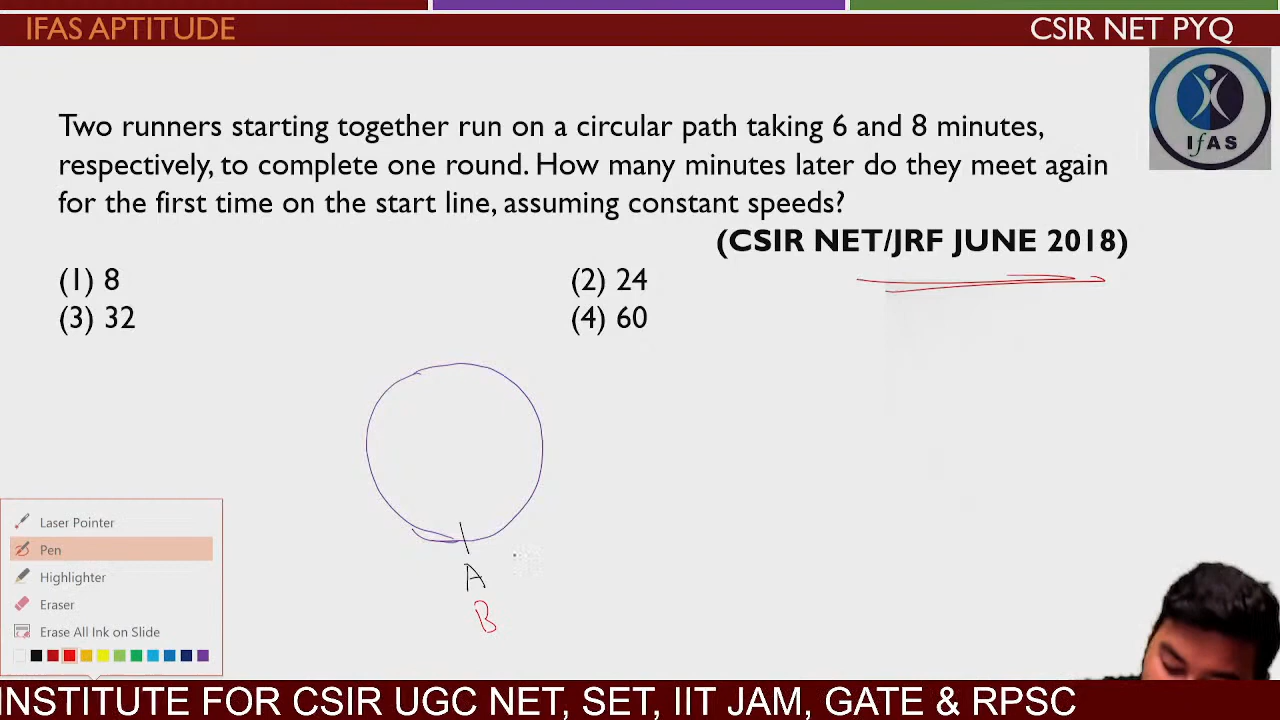 IFAS APTITUDE
CSIR NET PYQ
IfAS
Two runners starting together run on a circular path taking 6 and 8 minutes,
respectively, to complete one round. How many minutes later do they meet again
for the first time on the start line, assuming constant speeds?
(CSIR NET/JRF JUNE 2018)
(1) 8
(2) 24
(3) 32
(4) 60
A
B
Laser Pointer
Pen
Highlighter
Eraser
Erase All Ink on Slide
INSTITUTE FOR CSIR UGC NET, SET, IIT JAM, GATE & RPSC